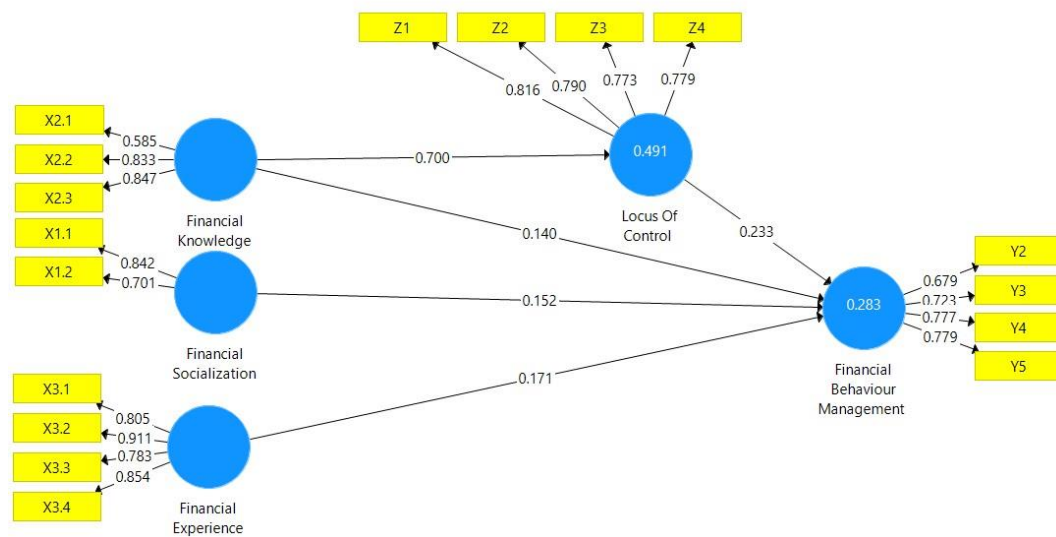 Z1
Z2
Z3
Z4
0.816
0.790
0.773
0.779
X2.1
X2.2
X2.3
0.585
0.833
0.847
Financial
Knowledge
0.700
0.491
Locus Of
Control
0.140
0.233
X1.1
X1.2
0.842
0.701
Financial
Socialization
0.152
0.283
Financial
Behaviour
Management
0.679
0.723
0.777
0.779
Y2
Y3
Y4
Y5
X3.1
X3.2
X3.3
X3.4
0.805
0.911
0.783
0.854
Financial
Experience
0.171